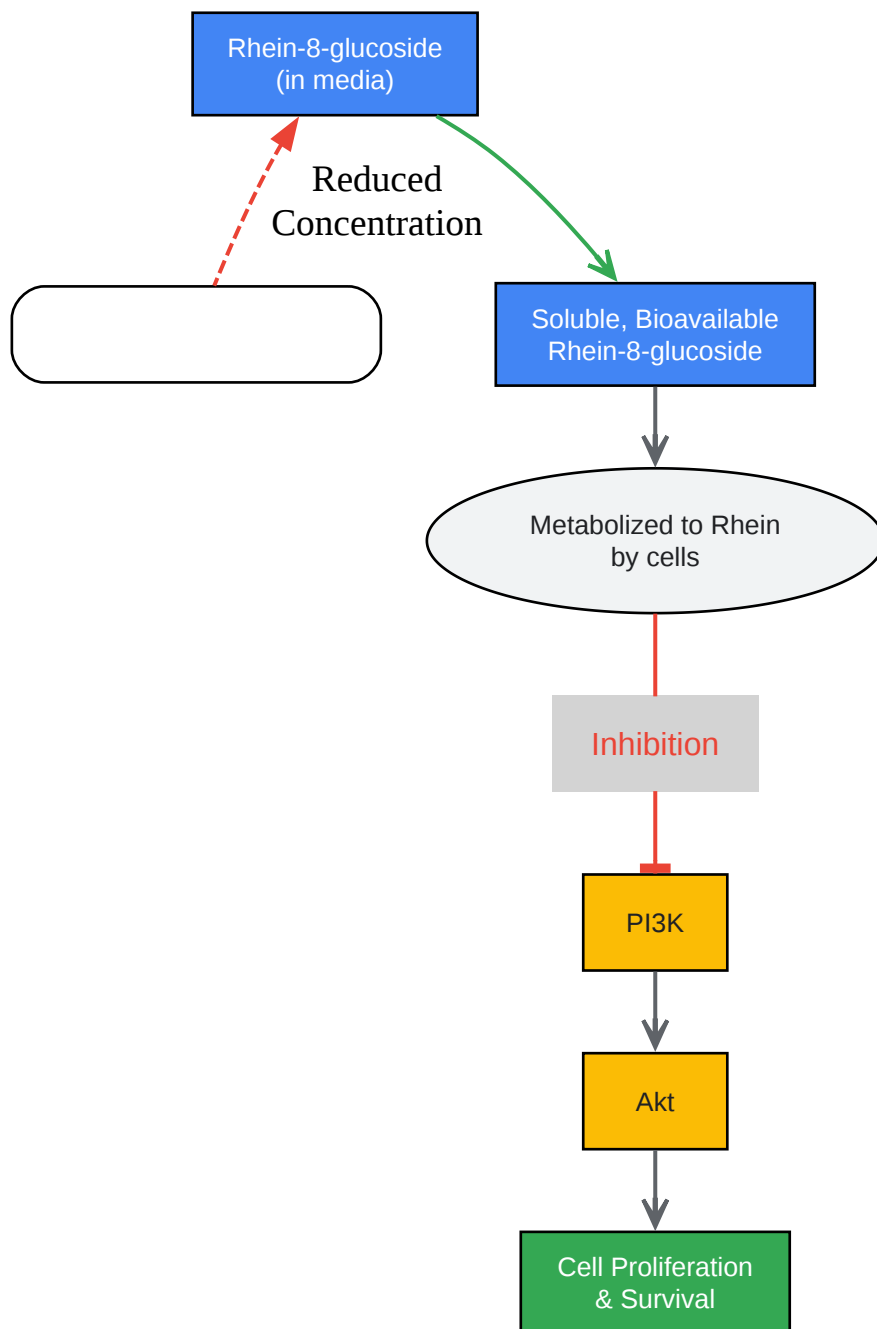 Rhein-8-glucoside
(in media)
Reduced
Concentration
Soluble, Bioavailable
Rhein-8-glucoside
Metabolized to Rhein
by cells
Inhibition
PI3K
Akt
Cell Proliferation
& Survival